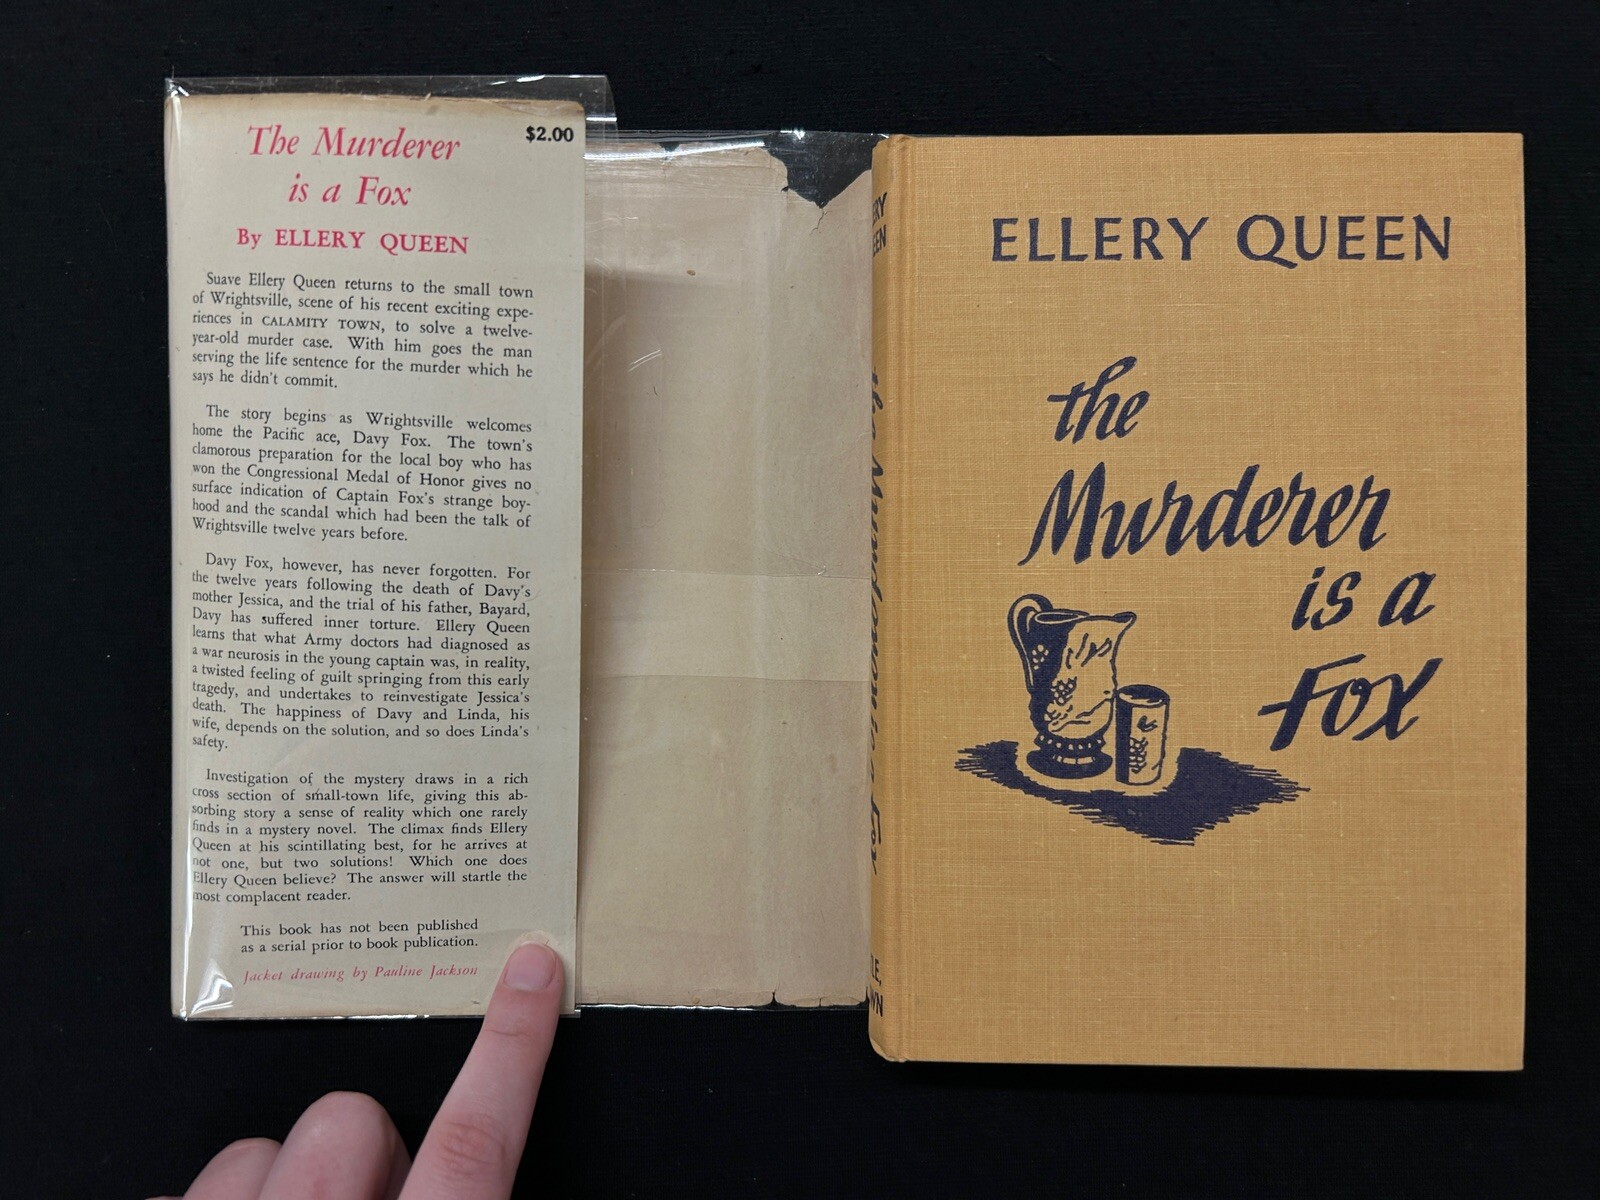 The Murderer
is a Fox
$2.00
By ELLERY QUEEN
Suave Ellery Queen returns to the small town
of Wrightsville, scene of his recent exciting expe-
riences in CALAMITY TOWN, to solve a twelve-
year-old murder case. With him goes the man
serving the life sentence for the murder which he
says he didn't commit.
The story begins as Wrightsville welcomes
home the Pacific ace, Davy Fox. The town's
clamorous preparation for the local boy who has
won the Congressional Medal of Honor gives no
surface indication of Captain Fox's strange boy-
hood and the scandal which had been the talk of
Wrightsville twelve years before.
Davy Fox, however, has never forgotten. For
the twelve years following the death of Davy's
mother Jessica, and the trial of his father, Bayard,
Davy has suffered inner torture. Ellery Queen
learns that what Army doctors had diagnosed as
a war neurosis in the young captain was, in reality,
a twisted feeling of guilt springing from this early
tragedy, and undertakes to reinvestigate Jessica's
death. The happiness of Davy and Linda, his
wife, depends on the solution, and so does Linda's
safety.
Investigation of the mystery draws in a rich
cross section of small-town life, giving this ab-
sorbing story a sense of reality which one rarely
finds in a mystery novel. The climax finds Ellery
Queen at his scintillating best, for he arrives at
not one, but two solutions! Which one does
Ellery Queen believe? The answer will startle the
most complacent reader.
This book has not been published
as a serial prior to book publication.
Jacket drawing by Pauline Jackson
ELLERY QUEEN
the
Murderer
is a
Fox
the Murderer is a Fox